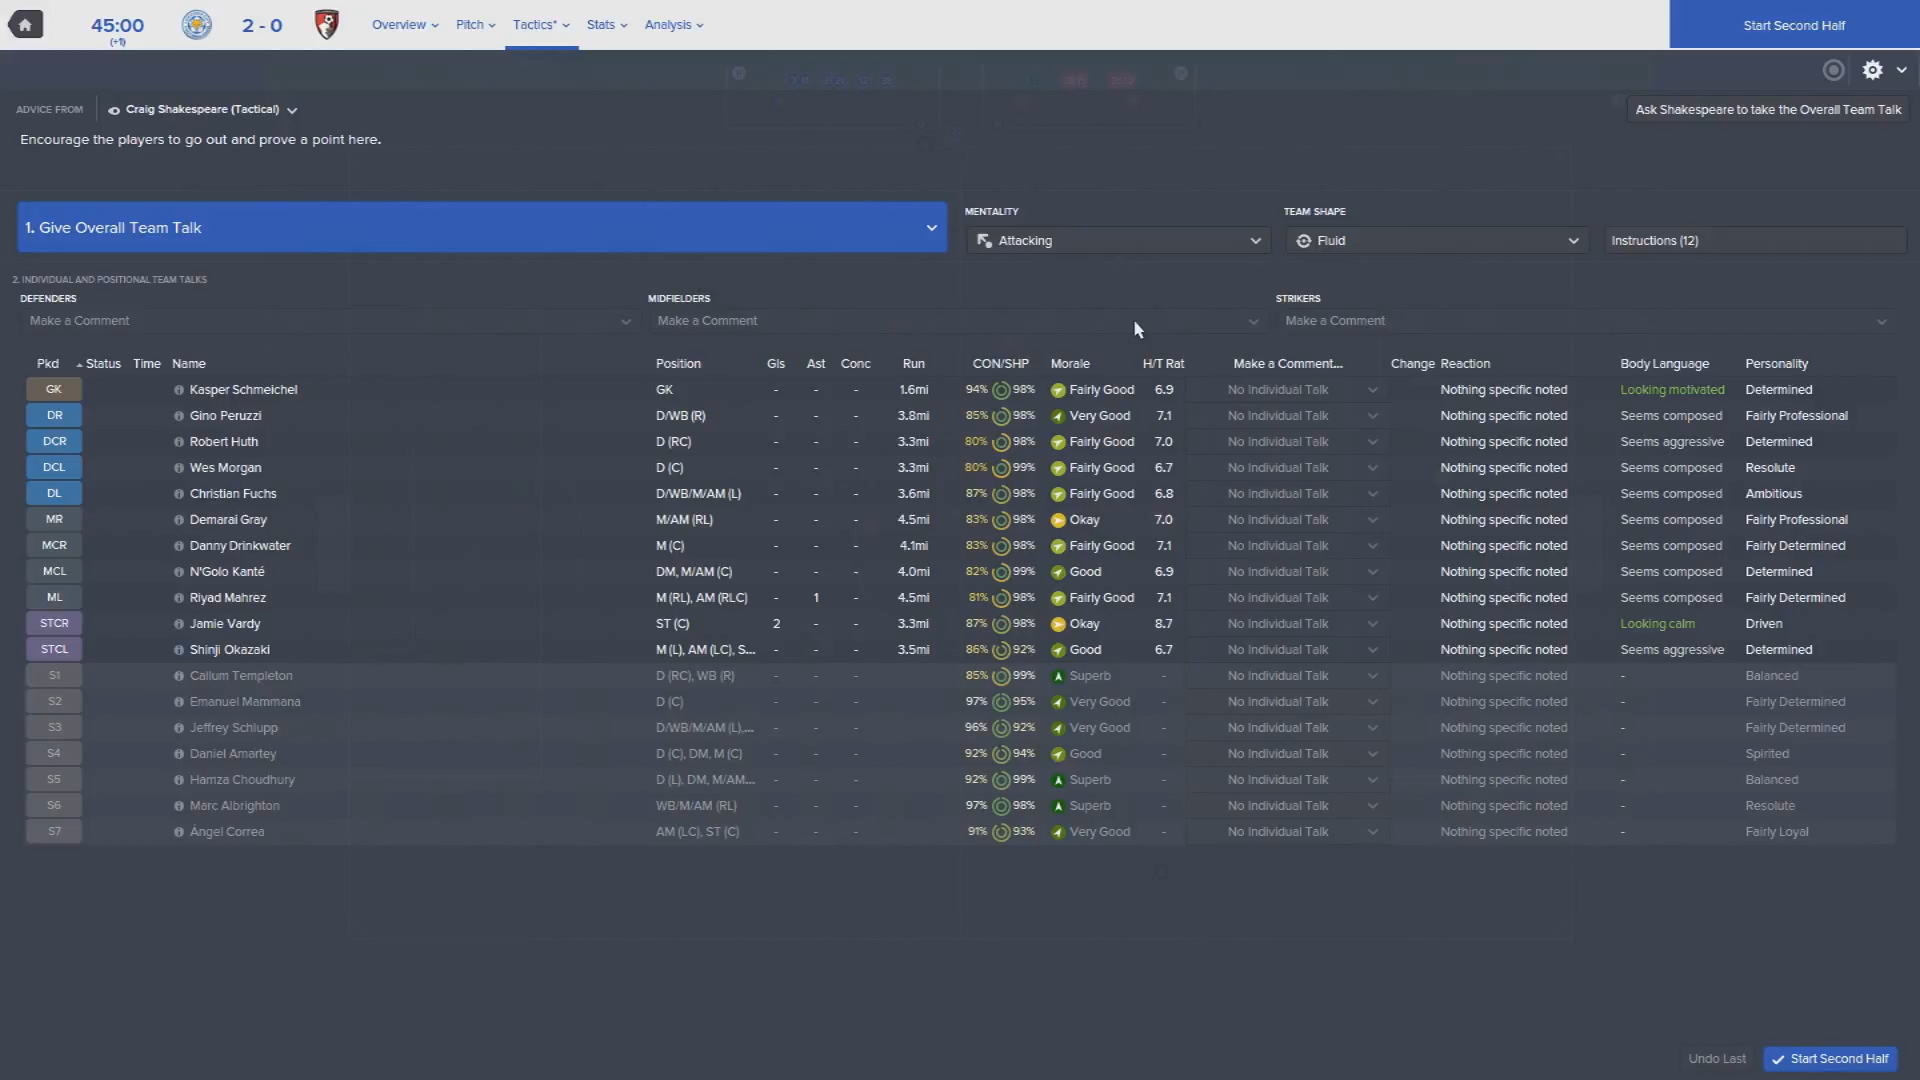 45:00 (+1) 2 - 0 Overview Pitch Tactics* Stats Analysis Start Second Half
ADVICE FROM Craig Shakespeare (Tactical) Ask Shakespeare to take the Overall Team Talk
Encourage the players to go out and prove a point here.
MENTALITY TEAM SHAPE
1. Give Overall Team Talk Attacking Fluid Instructions (12)
2. INDIVIDUAL AND POSITIONAL TEAM TALKS
DEFENDERS MIDFIELDERS STRIKERS
Make a Comment Make a Comment Make a Comment
Pkd Status Time Name Position Gls Ast Conc Run CON/SHP Morale H/T Rat Make a Comment... Change Reaction Body Language Personality
GK Kasper Schmeichel GK - - - 1.6mi 94% 98% Fairly Good 6.9 No Individual Talk Nothing specific noted Looking motivated Determined
DR Gino Peruzzi D/WB (R) - - - 3.8mi 85% 98% Very Good 7.1 No Individual Talk Nothing specific noted Seems composed Fairly Professional
DCR Robert Huth D (RC) - - - 3.3mi 80% 98% Fairly Good 7.0 No Individual Talk Nothing specific noted Seems aggressive Determined
DCL Wes Morgan D (C) - - - 3.3mi 80% 99% Fairly Good 6.7 No Individual Talk Nothing specific noted Seems composed Resolute
DL Christian Fuchs D/WB/M/AM (L) - - - 3.6mi 87% 98% Fairly Good 6.8 No Individual Talk Nothing specific noted Seems composed Ambitious
MR Demarai Gray M/AM (RL) - - - 4.5mi 83% 98% Okay 7.0 No Individual Talk Nothing specific noted Seems composed Fairly Professional
MCR Danny Drinkwater M (C) - - - 4.1mi 83% 98% Fairly Good 7.1 No Individual Talk Nothing specific noted Seems composed Fairly Determined
MCL N'Golo Kanté DM, M/AM (C) - - - 4.0mi 82% 99% Good 6.9 No Individual Talk Nothing specific noted Seems composed Determined
ML Riyad Mahrez M (RL), AM (RLC) - 1 - 4.5mi 81% 98% Fairly Good 7.1 No Individual Talk Nothing specific noted Seems composed Fairly Determined
STCR Jamie Vardy ST (C) 2 - - 3.3mi 87% 98% Okay 8.7 No Individual Talk Nothing specific noted Looking calm Driven
STCL Shinji Okazaki M (L), AM (LC), S... - - - 3.5mi 86% 92% Good 6.7 No Individual Talk Nothing specific noted Seems aggressive Determined
S1 Callum Templeton D (RC), WB (R) - - - 85% 99% Superb - No Individual Talk Nothing specific noted - Balanced
S2 Emanuel Mammana D (C) - - - 97% 95% Very Good - No Individual Talk Nothing specific noted - Fairly Determined
S3 Jeffrey Schlupp D/WB/M/AM (L),... - - - 96% 92% Very Good - No Individual Talk Nothing specific noted - Fairly Determined
S4 Daniel Amartey D (C), DM, M (C) - - - 92% 94% Good - No Individual Talk Nothing specific noted - Spirited
S5 Hamza Choudhury D (L), DM, M/AM... - - - 92% 99% Superb - No Individual Talk Nothing specific noted - Balanced
S6 Marc Albrighton WB/M/AM (RL) - - - 97% 98% Superb - No Individual Talk Nothing specific noted - Resolute
S7 Ángel Correa AM (LC), ST (C) - - - 91% 93% Very Good - No Individual Talk Nothing specific noted - Fairly Loyal
Undo Last Start Second Half